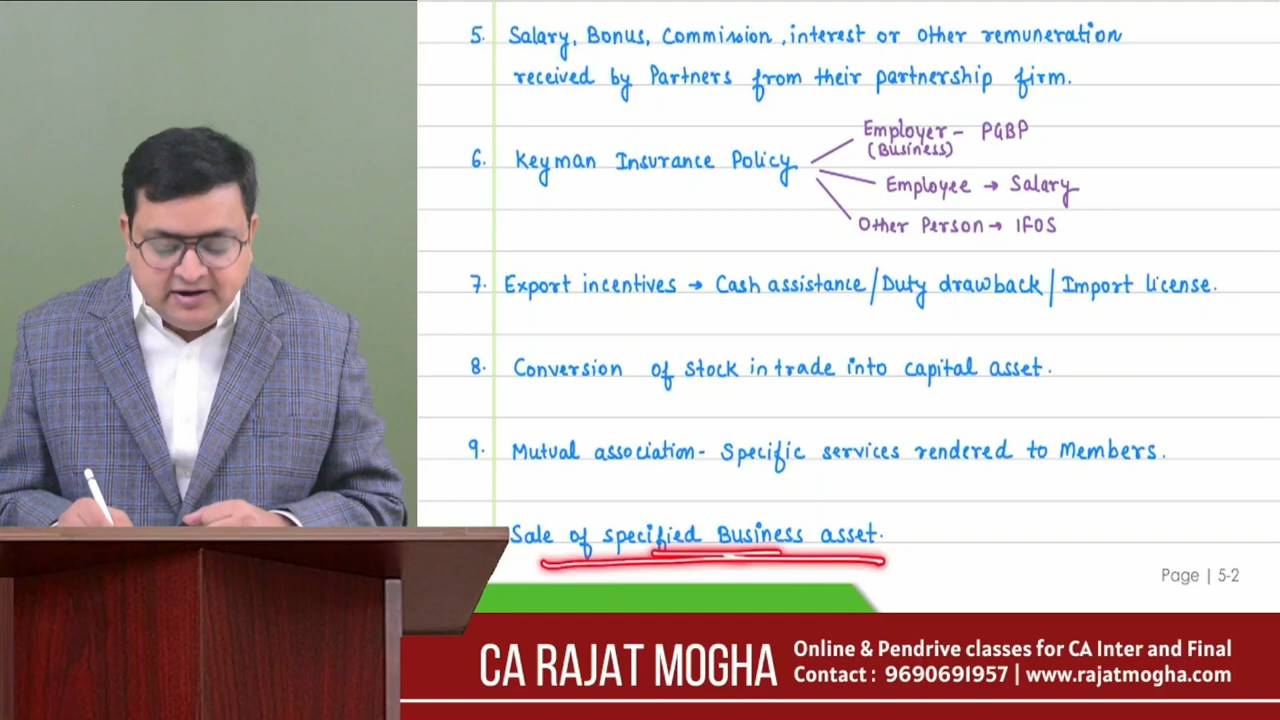 5. Salary, Bonus, Commission, interest or other remuneration
received by Partners from their partnership firm.
6. Keyman Insurance Policy
Employer - PGBP
(Business)
Employee → Salary
Other Person → IFOS
7. Export incentives → Cash assistance/Duty drawback/Import license.
8. Conversion of stock in trade into capital asset.
9. Mutual association - Specific services rendered to Members.
Sale of specified Business asset.
Page | 5-2
CA RAJAT MOGHA
Online & Pendrive classes for CA Inter and Final
Contact : 9690691957 | www.rajatmogha.com